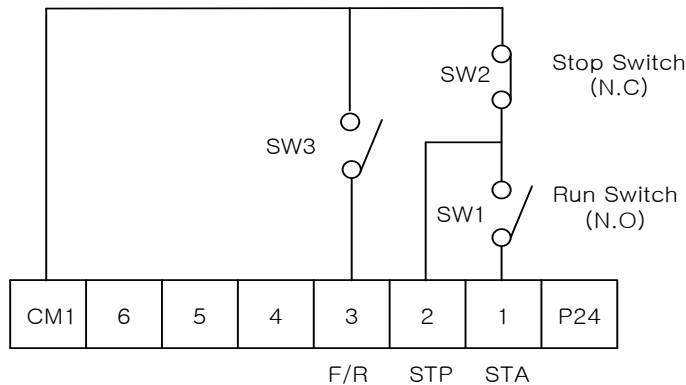 SW2
Stop Switch
(N.C)
SW3
SW1
Run Switch
(N.O)
CM1 6 5 4 3 2 1 P24
F/R STP STA